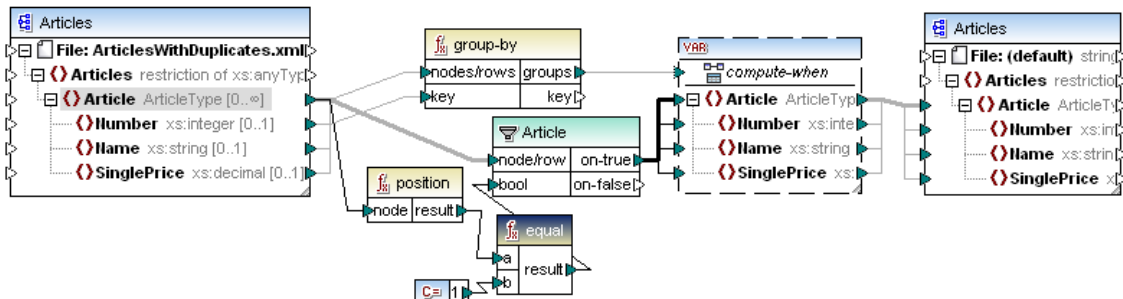 Articles
File: ArticlesWithDuplicates.xml
Articles restriction of xs:anyTyp
Article ArticleType [0..∞]
Number xs:integer [0..1]
Name xs:string [0..1]
SinglePrice xs:decimal [0..1]
group-by
nodes/rows groups
key key
position
node result
Article
node/row on-true
bool on-false
equal
a
b
result
C= 1
VAR
compute-when
Article ArticleTyp
Number xs:inte
Name xs:string
SinglePrice xs:
Articles
File: (default) string
Articles restriction
Article ArticleTy
Number xs:in
Name xs:strin
SinglePrice x